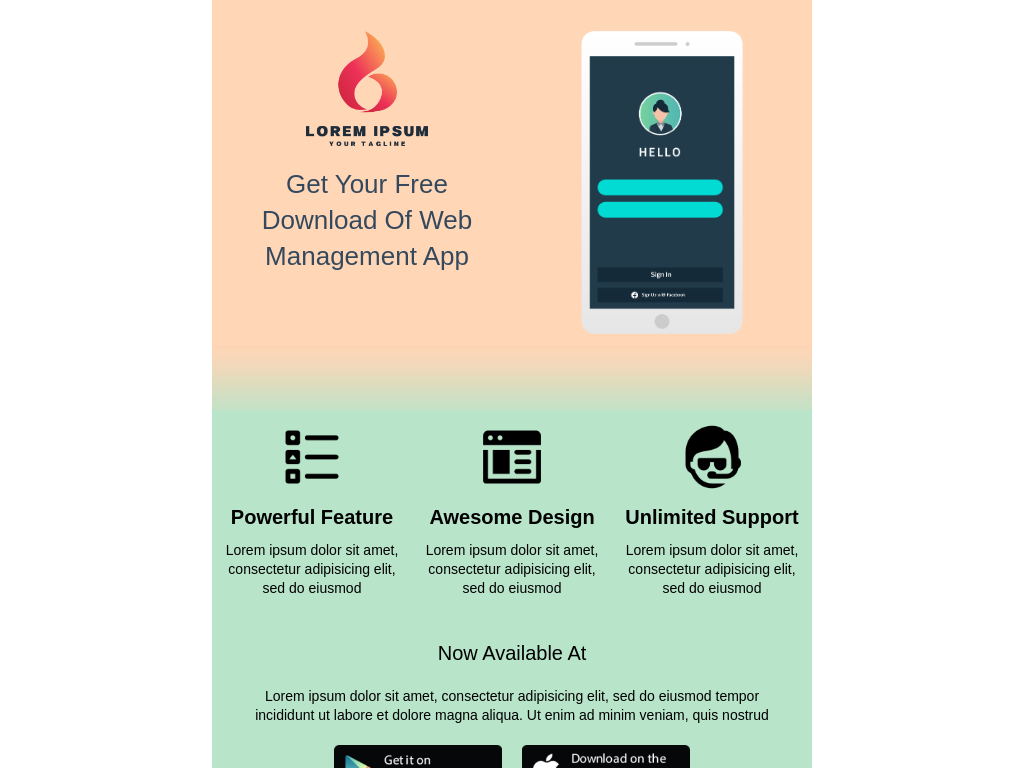 LOREM IPSUM
YOUR TAGLINE
Get Your Free
Download Of Web
Management App
HELLO
Sign In
Sign Up with Facebook
Powerful Feature
Lorem ipsum dolor sit amet,
consectetur adipisicing elit,
sed do eiusmod
Awesome Design
Lorem ipsum dolor sit amet,
consectetur adipisicing elit,
sed do eiusmod
Unlimited Support
Lorem ipsum dolor sit amet,
consectetur adipisicing elit,
sed do eiusmod
Now Available At
Lorem ipsum dolor sit amet, consectetur adipisicing elit, sed do eiusmod tempor
incididunt ut labore et dolore magna aliqua. Ut enim ad minim veniam, quis nostrud
Get it on
Download on the